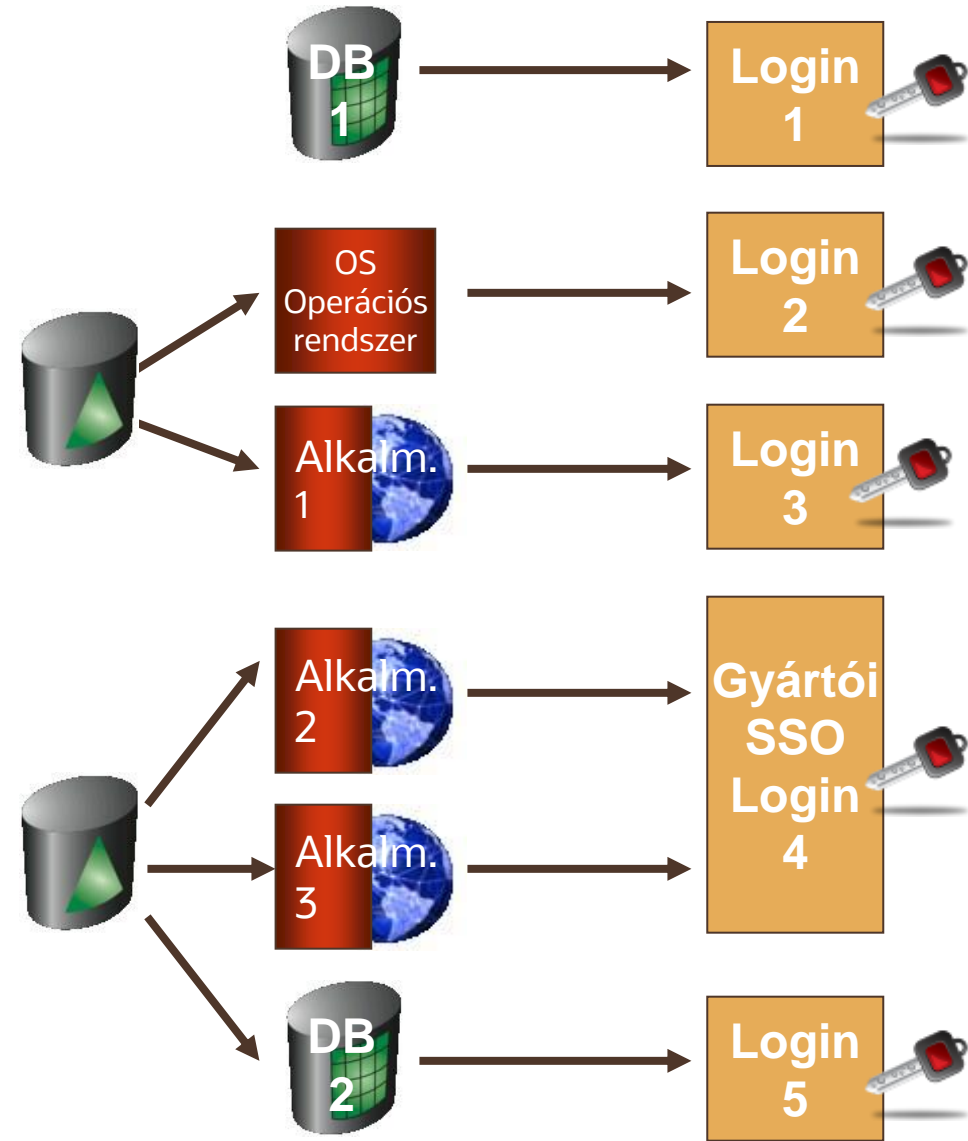 DB
1
Login
1
OS
Operációs
rendszer
Login
2
Alkalm.
1
Login
3
Alkalm.
2
Gyártói
SSO
Login
4
Alkalm.
3
DB
2
Login
5